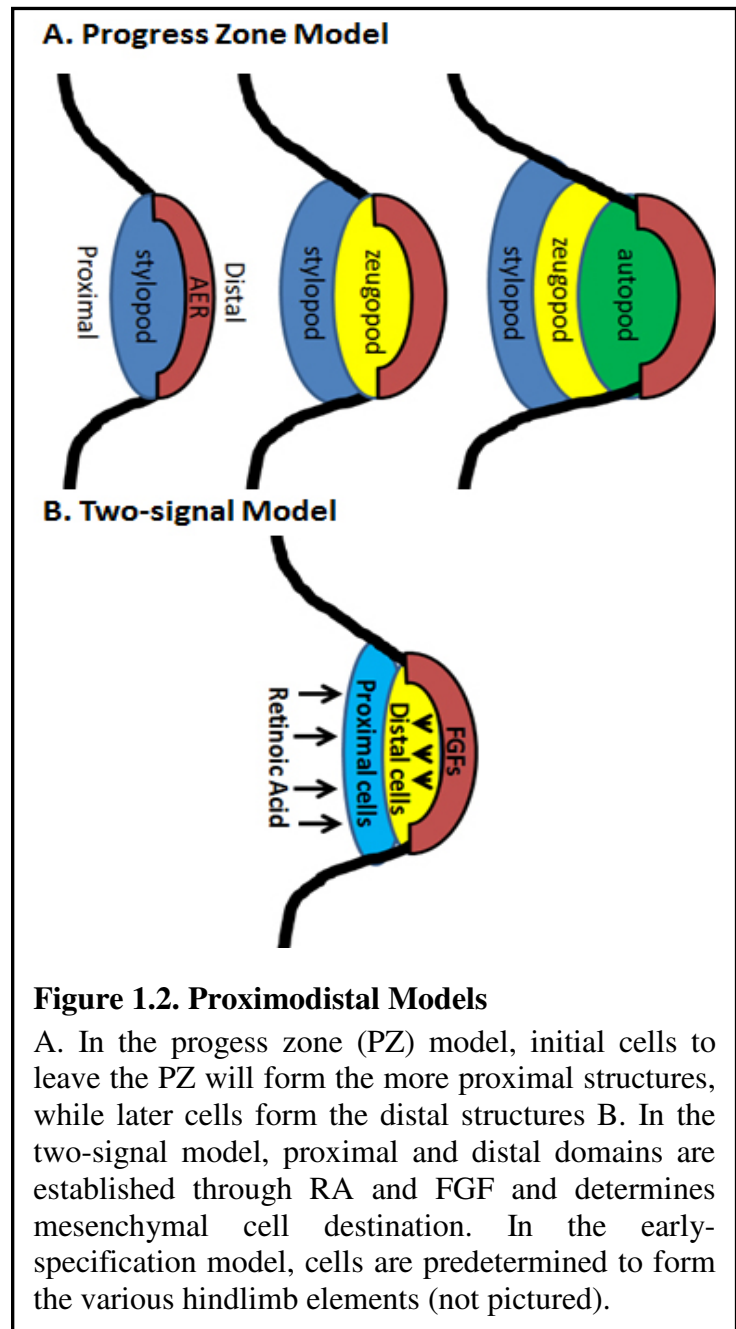 A. Progress Zone Model
Proximal
stylopod
AER
Distal
stylopod
zeugopod
stylopod
zeugopod
autopod
B. Two-signal Model
Retinoic Acid
Proximal cells
Distal cells
FGFs
Figure 1.2. Proximodistal Models
A. In the progess zone (PZ) model, initial cells to
leave the PZ will form the more proximal structures,
while later cells form the distal structures B. In the
two-signal model, proximal and distal domains are
established through RA and FGF and determines
mesenchymal cell destination. In the early-
specification model, cells are predetermined to form
the various hindlimb elements (not pictured).